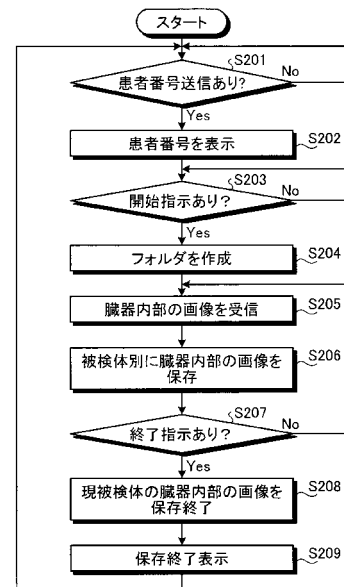 スタート
S201
患者番号送信あり?
No
Yes
患者番号を表示
S202
S203
開始指示あり?
No
Yes
フォルダを作成
S204
臓器内部の画像を受信
S205
被検体別に臓器内部の画像を
保存
S206
S207
終了指示あり?
No
Yes
現被検体の臓器内部の画像を
保存終了
S208
保存終了表示
S209